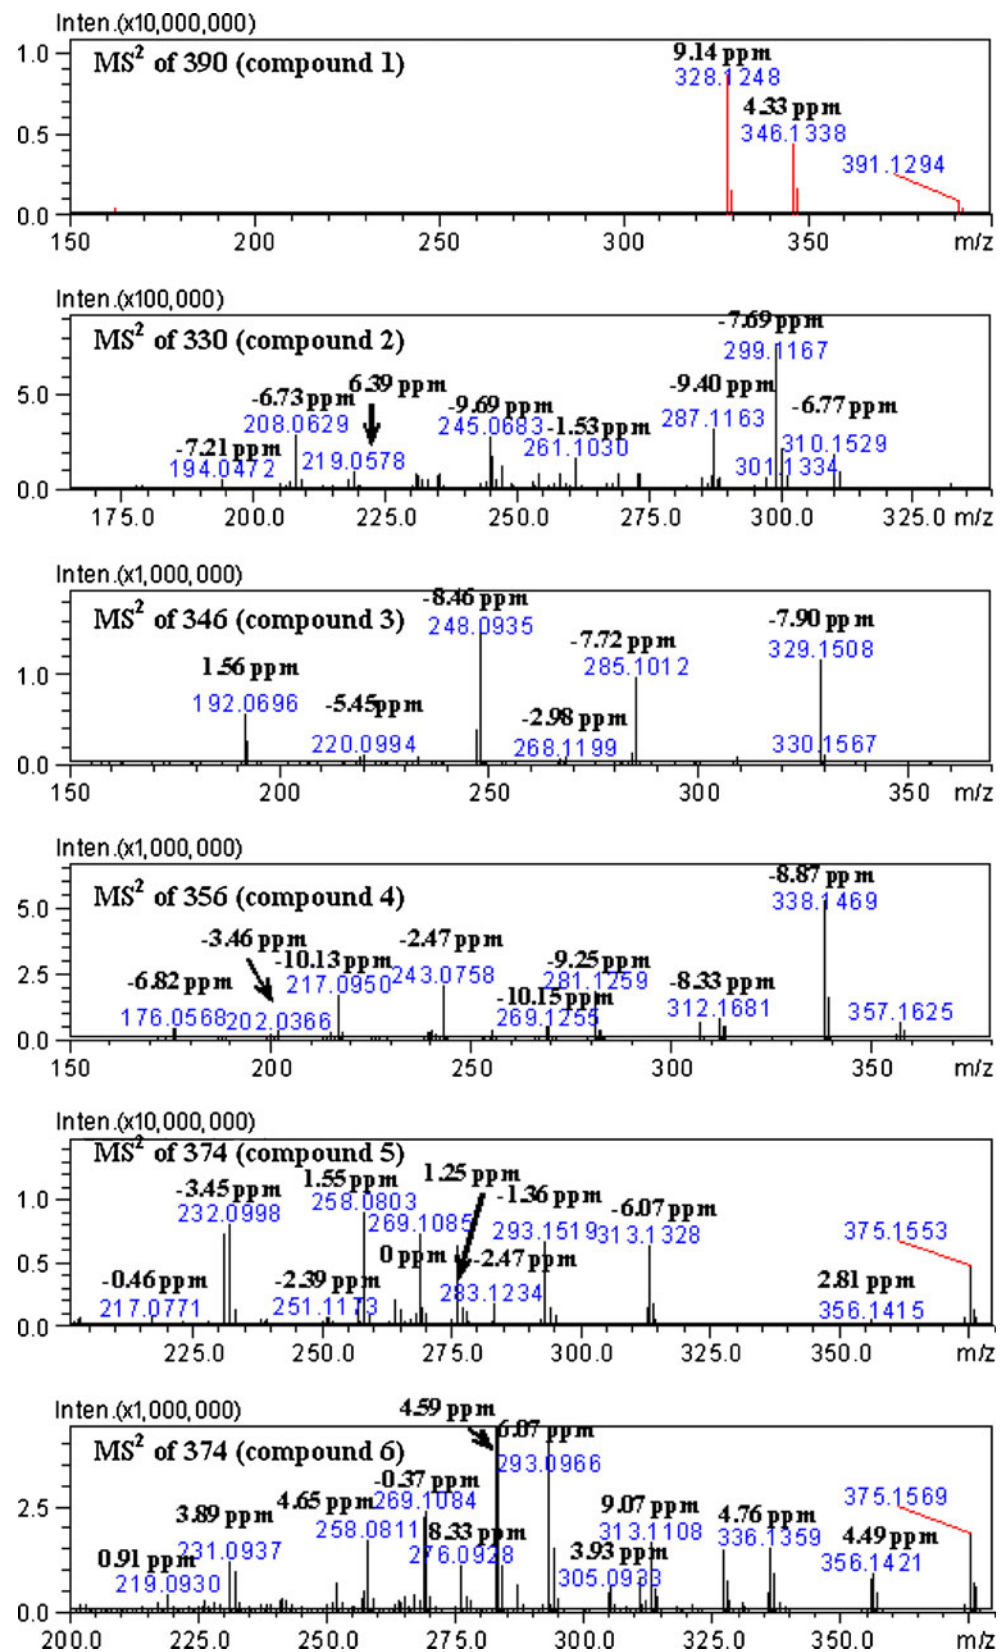 Inten.(x10,000,000)
MS2 of 390 (compound 1)
9.14 ppm
328.1248
4.33 ppm
346.1338
391.1294
1.0
0.5
0.0
150 200 250 300 350 m/z
Inten.(x100,000)
MS2 of 330 (compound 2)
-7.69 ppm
299.1167
-6.73 ppm 6.39 ppm
208.0629
-9.69 ppm
245.0683
-9.40 ppm
287.1163
-6.77 ppm
310.1529
-1.53 ppm
261.1030
-7.21 ppm
194.0472
219.0578
301.1334
5.0
0.0
175.0 200.0 225.0 250.0 275.0 300.0 325.0 m/z
Inten.(x1,000,000)
MS2 of 346 (compound 3)
-8.46 ppm
248.0935
-7.72 ppm
285.1012
-7.90 ppm
329.1508
1.56 ppm
192.0696
-5.45ppm
220.0994
-2.98 ppm
268.1199
330.1567
1.0
0.0
150 200 250 300 350 m/z
Inten.(x1,000,000)
MS2 of 356 (compound 4)
-8.87 ppm
338.1469
-3.46 ppm
-10.13 ppm
217.0950
-2.47 ppm
243.0758
-9.25 ppm
281.1259
-6.82 ppm
176.0568
202.0366
-10.15ppm
269.1255
-8.33 ppm
312.1681
357.1625
5.0
2.5
0.0
150 200 250 300 350 m/z
Inten.(x10,000,000)
MS2 of 374 (compound 5)
-3.45 ppm
232.0998
1.55 ppm
258.0803
269.1085
1.25 ppm
-1.36 ppm
293.1519
-6.07 ppm
313.1328
375.1553
0 ppm
-2.47 ppm
283.1234
-0.46 ppm
217.0771
-2.39 ppm
251.1173
2.81 ppm
356.1415
1.0
0.5
0.0
225.0 250.0 275.0 300.0 325.0 350.0 m/z
Inten.(x1,000,000)
MS2 of 374 (compound 6)
4.59 ppm
6.07 ppm
293.0966
-0.37 ppm
269.1084
3.89 ppm
231.0937
4.65 ppm
258.0811
8.33 ppm
276.0928
9.07 ppm
313.1108
4.76 ppm
336.1359
375.1569
0.91 ppm
219.0930
3.93 ppm
305.0933
4.49 ppm
356.1421
2.5
0.0
200.0 225.0 250.0 275.0 300.0 325.0 350.0 m/z